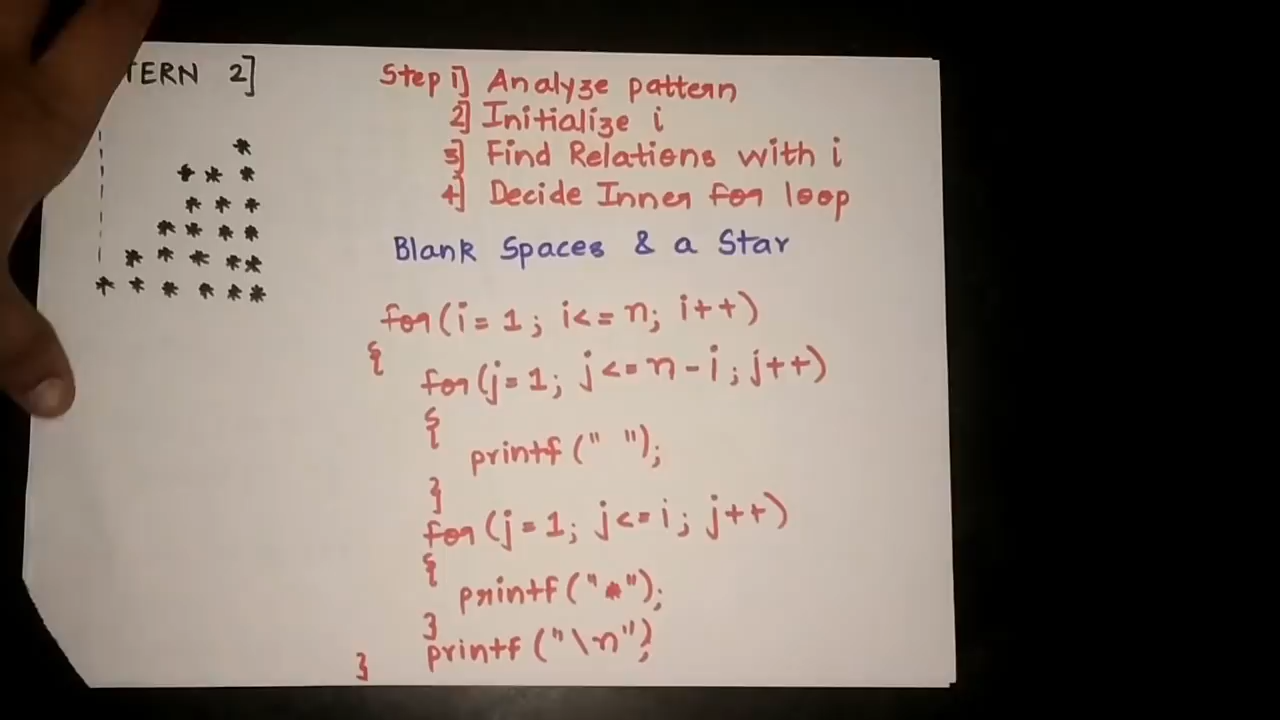 TERN 2]
*
* * *
* * *
* * * *
* * * * *
* * * * * *
Step 1] Analyze pattern
2] Initialize i
3] Find Relations with i
4] Decide Inner for loop
Blank Spaces & a Star
for(i = 1; i<= n; i++)
{
for(j = 1; j <= n - i; j++)
{
printf (" ");
}
for (j = 1; j <= i; j++)
{
printf ("*");
}
printf ("\n");
}